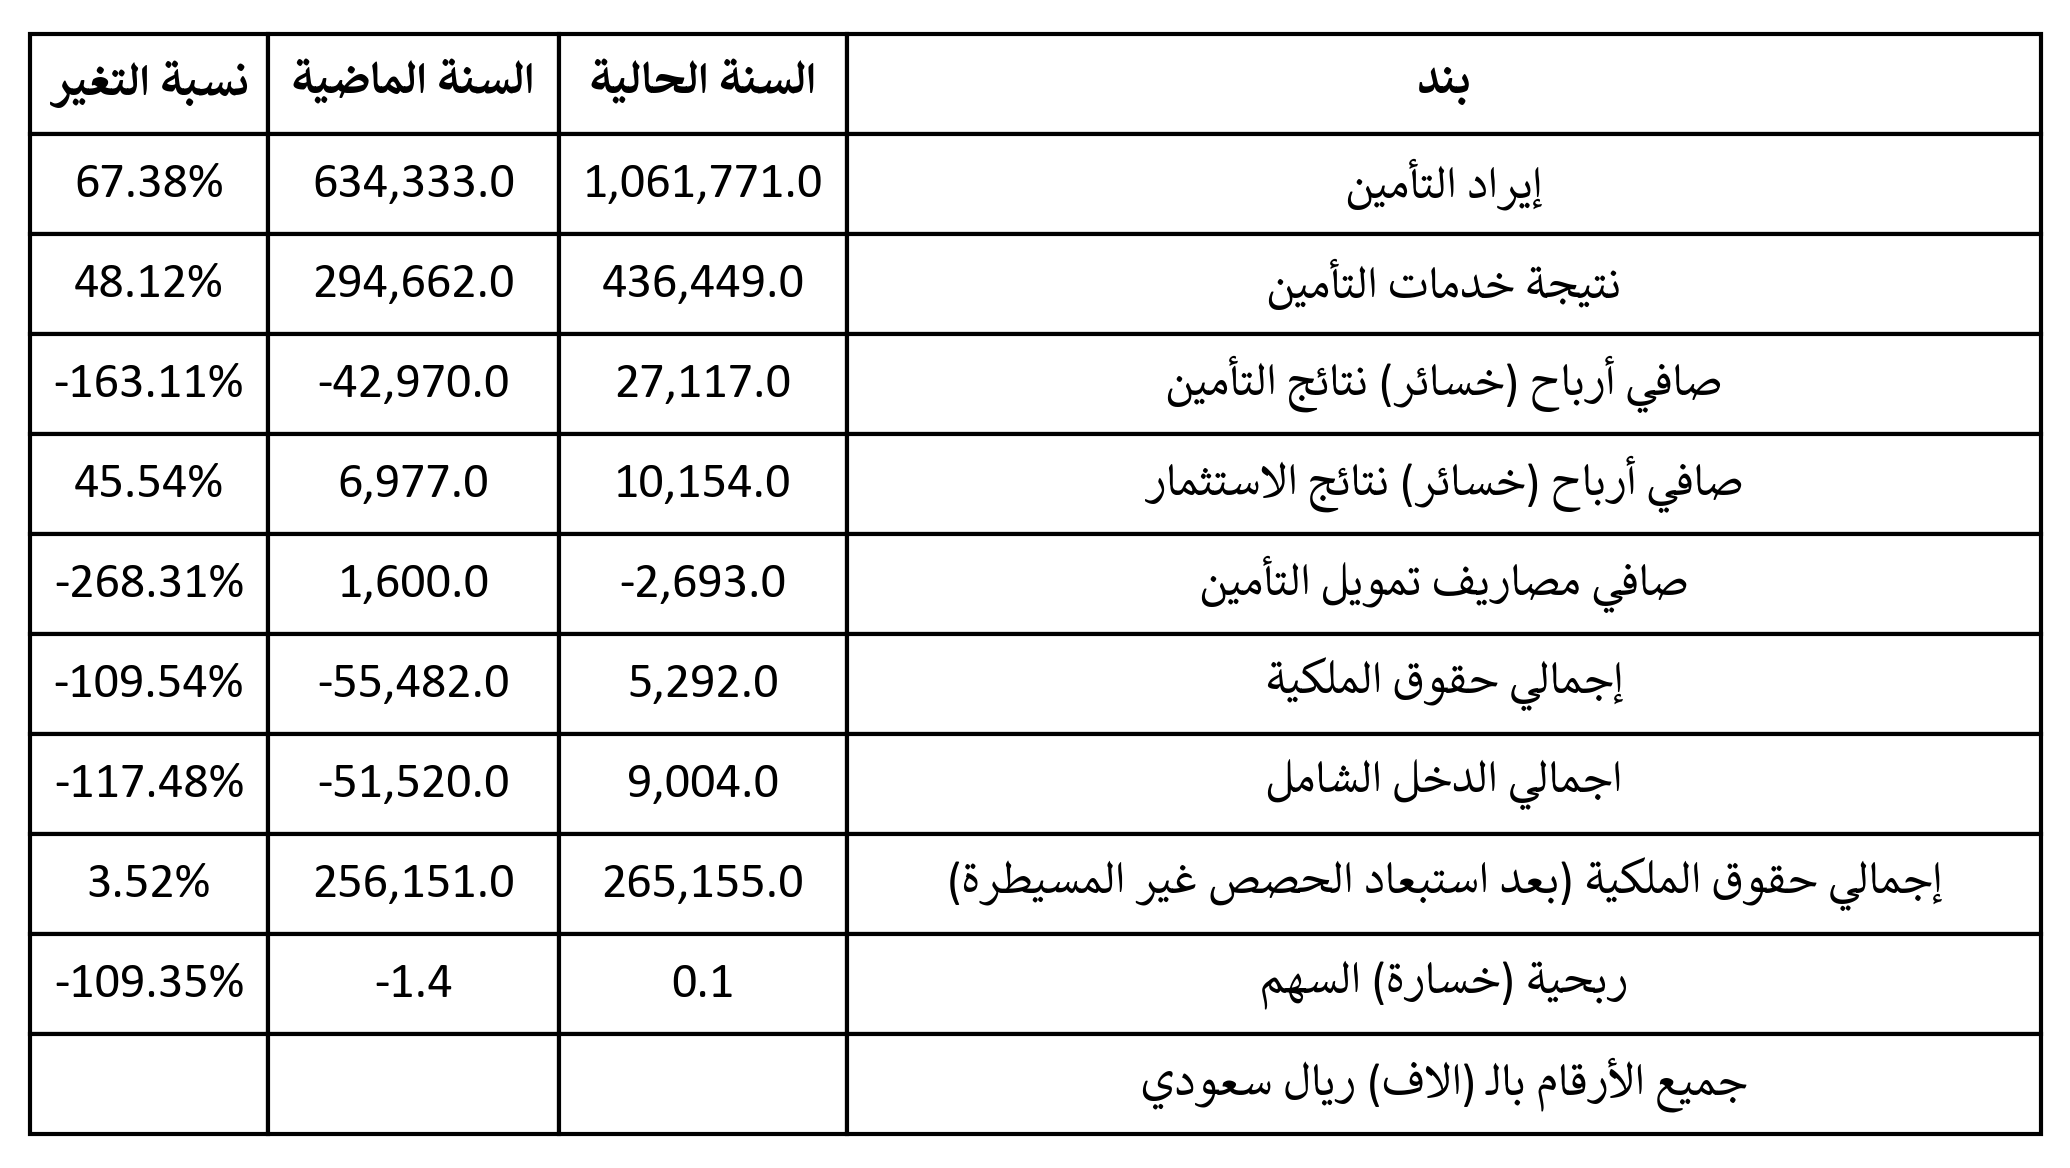 بند السنة الحالية السنة الماضية نسبة التغير
إيراد التأمين 1,061,771.0 634,333.0 67.38%
نتيجة خدمات التأمين 436,449.0 294,662.0 48.12%
صافي أرباح (خسائر) نتائج التأمين 27,117.0 -42,970.0 -163.11%
صافي أرباح (خسائر) نتائج الاستثمار 10,154.0 6,977.0 45.54%
صافي مصاريف تمويل التأمين -2,693.0 1,600.0 -268.31%
إجمالي حقوق الملكية 5,292.0 -55,482.0 -109.54%
اجمالي الدخل الشامل 9,004.0 -51,520.0 -117.48%
إجمالي حقوق الملكية (بعد استبعاد الحصص غير المسيطرة) 265,155.0 256,151.0 3.52%
ربحية (خسارة) السهم 0.1 -1.4 -109.35%
جميع الأرقام بالـ (الاف) ريال سعودي